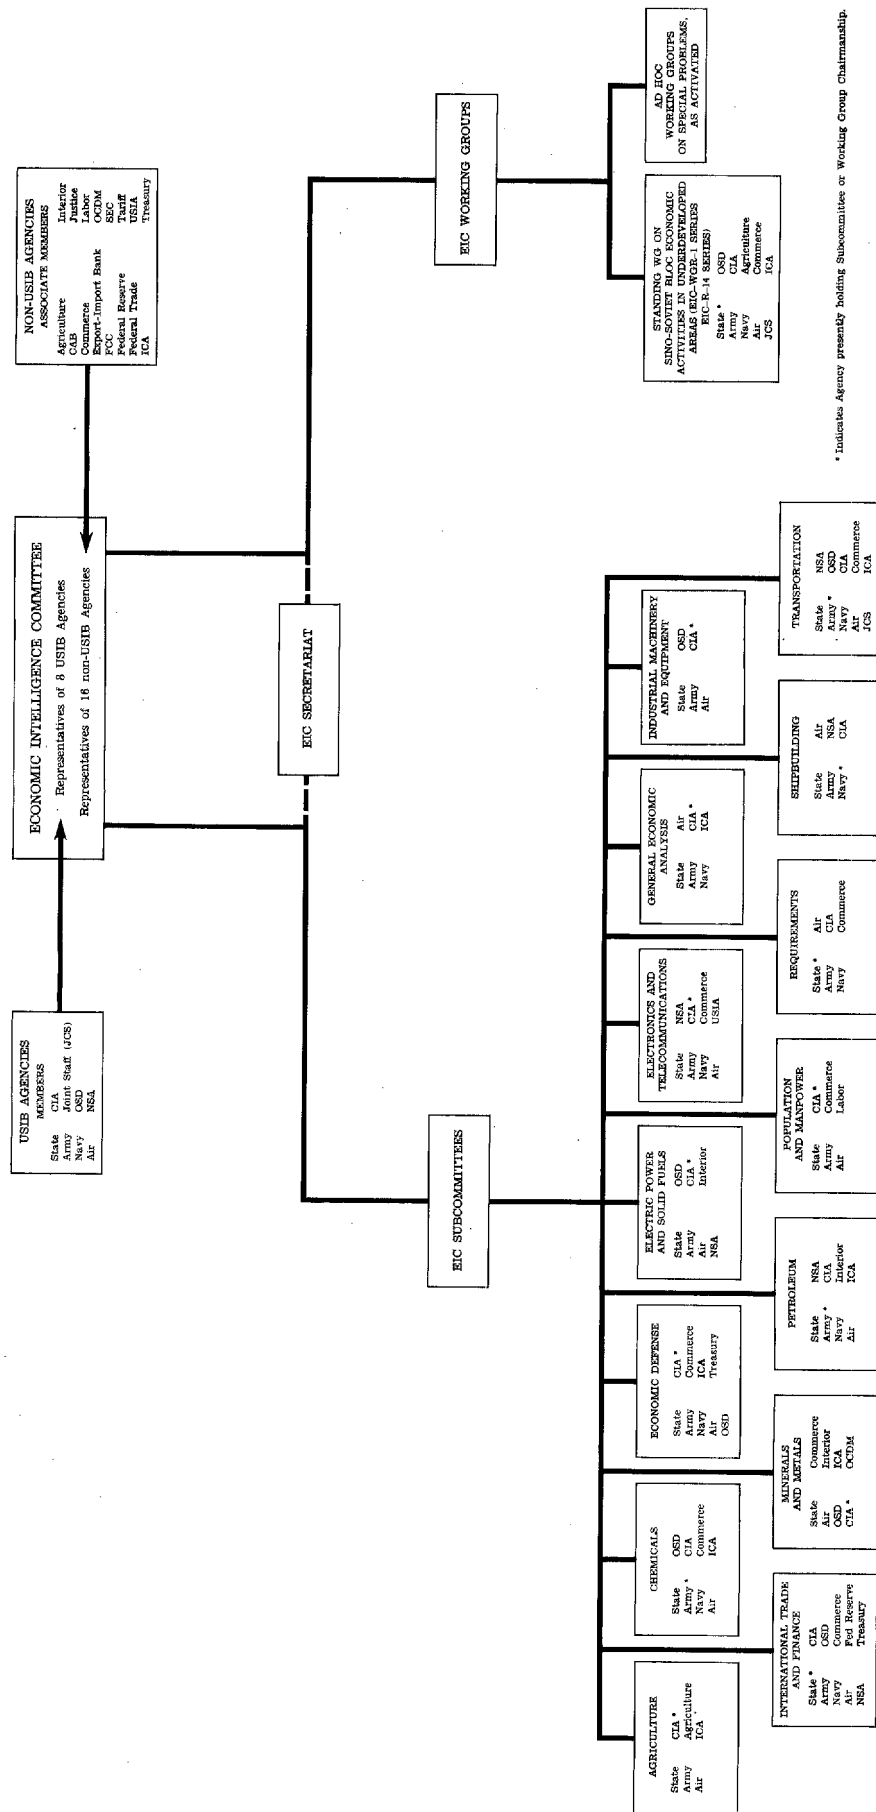 USIB AGENCIES
MEMBERS
State CIA
Army Joint Staff (JCS)
Navy OSD
Air NSA
ECONOMIC INTELLIGENCE COMMITTEE
Representatives of 8 USIB Agencies
Representatives of 16 non-USIB Agencies
NON-USIB AGENCIES
ASSOCIATE MEMBERS
Agriculture Interior
CAB Justice
Commerce Labor
Export-Import Bank OCDM
FCC SEC
Federal Reserve Tariff
Federal Trade USIA
ICA Treasury
EIC SECRETARIAT
EIC SUBCOMMITTEES
EIC WORKING GROUPS
AGRICULTURE
State CIA *
Army Agriculture
Air ICA
CHEMICALS
State OSD
Army * CIA
Navy Commerce
Air ICA
ECONOMIC DEFENSE
State CIA *
Army Commerce
Navy ICA
Air Treasury
OSD
ELECTRIC POWER
AND SOLID FUELS
State OSD
Army CIA *
Air Interior
NSA
ELECTRONICS AND
TELECOMMUNICATIONS
State NSA
Army CIA *
Navy Commerce
Air USIA
GENERAL ECONOMIC
ANALYSIS
State Air
Army CIA *
Navy ICA
INDUSTRIAL MACHINERY
AND EQUIPMENT
State OSD
Army CIA *
Air
STANDING WG ON
SINO-SOVIET BLOC ECONOMIC
ACTIVITIES IN UNDERDEVELOPED
AREAS (EIC-WGR-1 SERIES
EIC-R-14 SERIES)
State * OSD
Army CIA
Navy Agriculture
Air Commerce
JCS ICA
AD HOC
WORKING GROUPS
ON SPECIAL PROBLEMS,
AS ACTIVATED
INTERNATIONAL TRADE
AND FINANCE
State * CIA
Army OSD
Navy Commerce
Air Fed Reserve
NSA Treasury
MINERALS
AND METALS
State Commerce
Air Interior
OSD ICA
CIA * OCDM
PETROLEUM
State NSA
Army * CIA
Navy Interior
Air ICA
POPULATION
AND MANPOWER
State CIA *
Army Commerce
Air Labor
REQUIREMENTS
State * Air
Army CIA
Navy Commerce
SHIPBUILDING
State Air
Army NSA
Navy * CIA
TRANSPORTATION
State NSA
Army * OSD
Navy CIA
Air Commerce
JCS ICA
* Indicates Agency presently holding Subcommittee or Working Group Chairmanship.